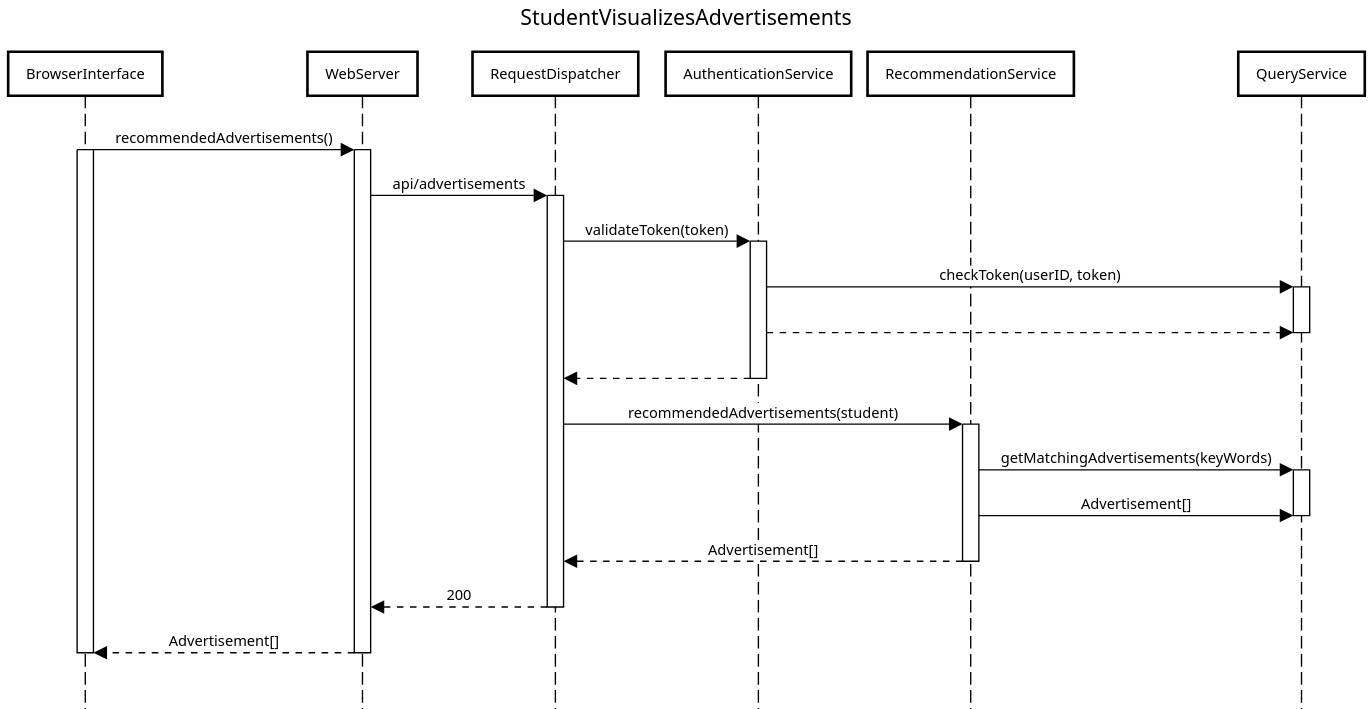 StudentVisualizesAdvertisements
BrowserInterface
WebServer
RequestDispatcher
AuthenticationService
RecommendationService
QueryService
recommendedAdvertisements()
api/advertisements
validateToken(token)
checkToken(userID, token)
recommendedAdvertisements(student)
getMatchingAdvertisements(keyWords)
Advertisement[]
Advertisement[]
200
Advertisement[]